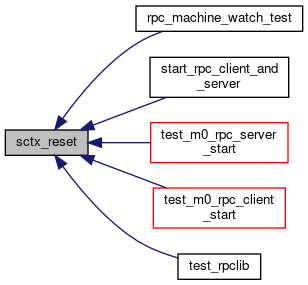 rpc_machine_watch_test
start_rpc_client_and
_server
sctx_reset
test_m0_rpc_server
_start
test_m0_rpc_client
_start
test_rpclib